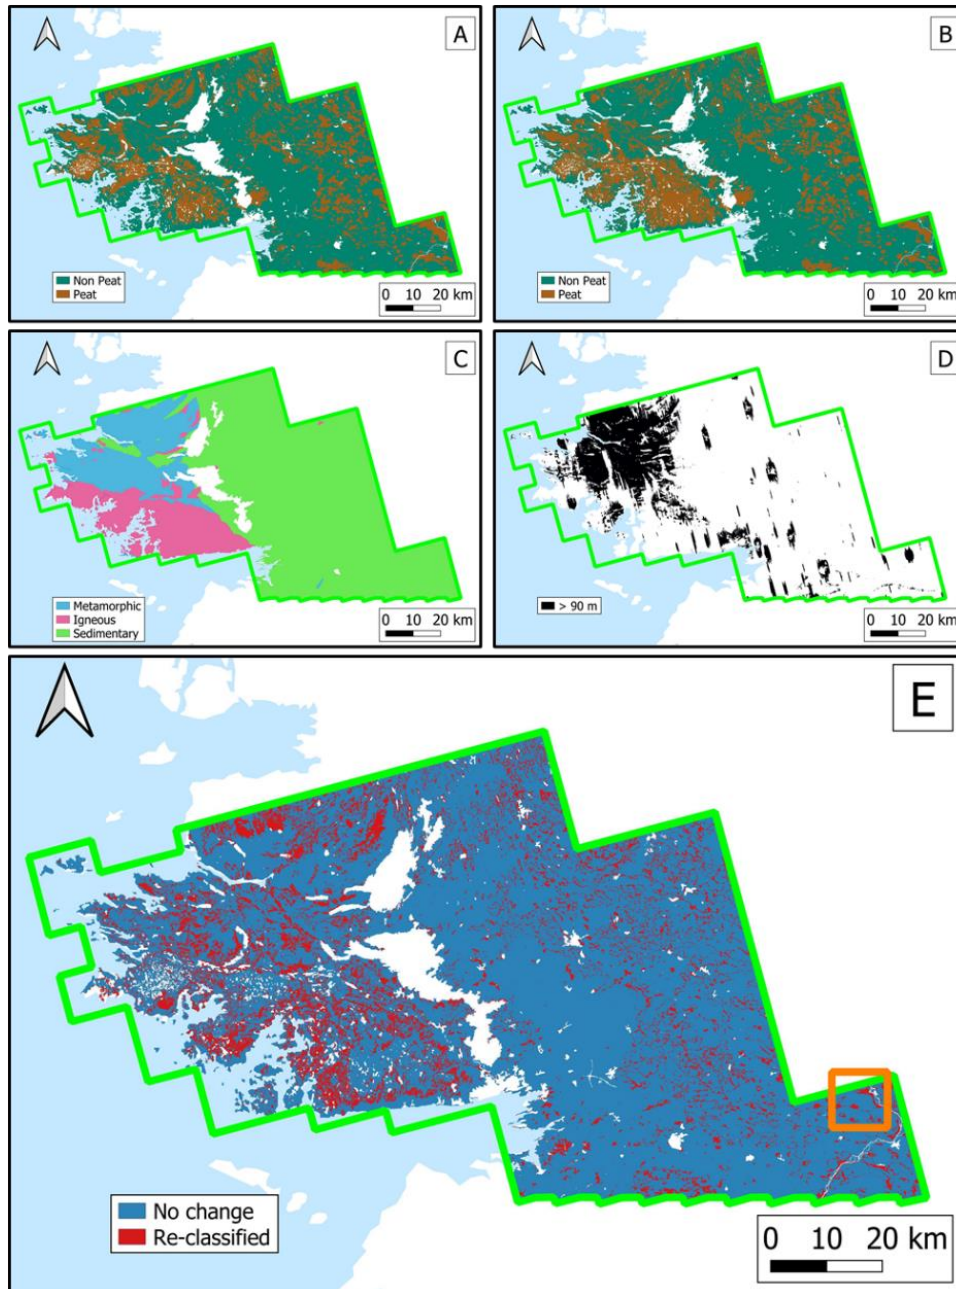 A
Non Peat
Peat
0 10 20 km
B
Non Peat
Peat
0 10 20 km
C
Metamorphic
Igneous
Sedimentary
0 10 20 km
D
> 90 m
0 10 20 km
E
No change
Re-classified
0 10 20 km